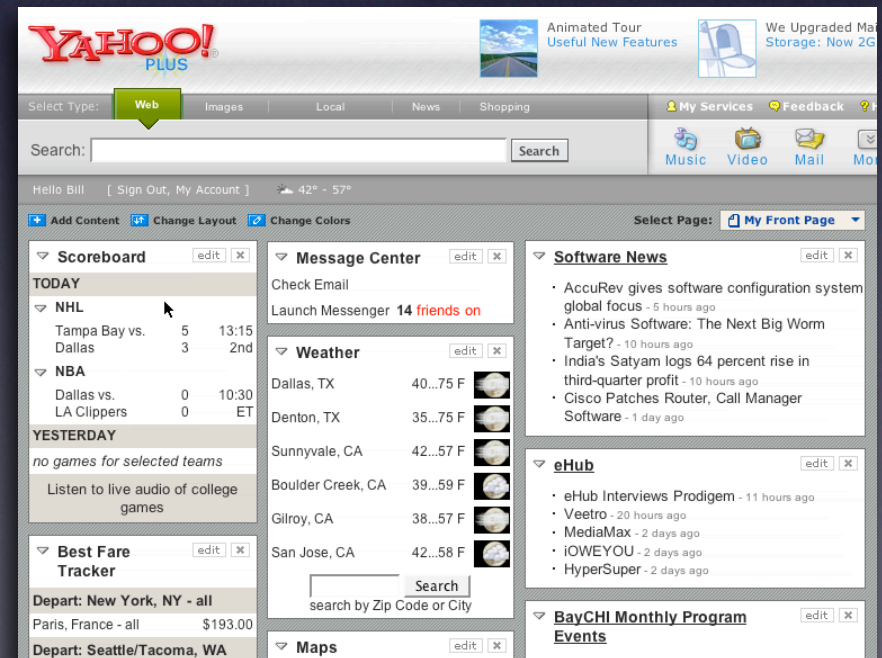 YAHOO!
PLUS
Animated Tour
Useful New Features
We Upgraded Mai
Storage: Now 2G
Select Type:
Web
Images
Local
News
Shopping
My Services
Feedback
Search:
Search
Music
Video
Mail
Mor
Hello Bill [ Sign Out, My Account ] 42° - 57°
Add Content
Change Layout
Change Colors
Select Page:
My Front Page
Scoreboard
edit
TODAY
NHL
Tampa Bay vs. 5 13:15
Dallas 3 2nd
NBA
Dallas vs. 0 10:30
LA Clippers 0 ET
YESTERDAY
no games for selected teams
Listen to live audio of college
games
Best Fare
Tracker
edit
Depart: New York, NY - all
Paris, France - all $193.00
Depart: Seattle/Tacoma, WA
Message Center
edit
Check Email
Launch Messenger 14 friends on
Weather
edit
Dallas, TX 40...75 F
Denton, TX 35...75 F
Sunnyvale, CA 42...57 F
Boulder Creek, CA 39...59 F
Gilroy, CA 38...57 F
San Jose, CA 42...58 F
Search
search by Zip Code or City
Maps
edit
Software News
edit
· AccuRev gives software configuration system
global focus - 5 hours ago
· Anti-virus Software: The Next Big Worm
Target? - 10 hours ago
· India's Satyam logs 64 percent rise in
third-quarter profit - 10 hours ago
· Cisco Patches Router, Call Manager
Software - 1 day ago
eHub
edit
· eHub Interviews Prodigem - 11 hours ago
· Veetro - 20 hours ago
· MediaMax - 2 days ago
· iOWEYOU - 2 days ago
· HyperSuper - 2 days ago
BayCHI Monthly Program
Events
edit